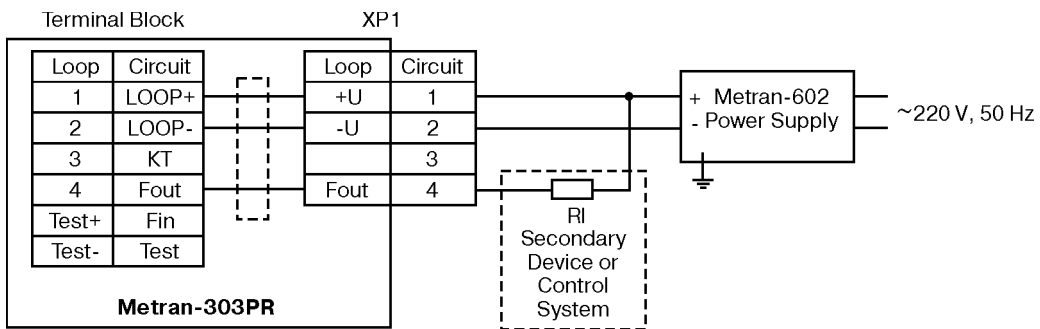 Terminal Block
XP1
Loop Circuit
1 LOOP+
2 LOOP-
3 KT
4 Fout
Test+ Fin
Test- Test
Metran-303PR
Loop Circuit
+U 1
-U 2
3
Fout 4
RI
Secondary
Device or
Control
System
+ Metran-602
- Power Supply
~220 V, 50 Hz